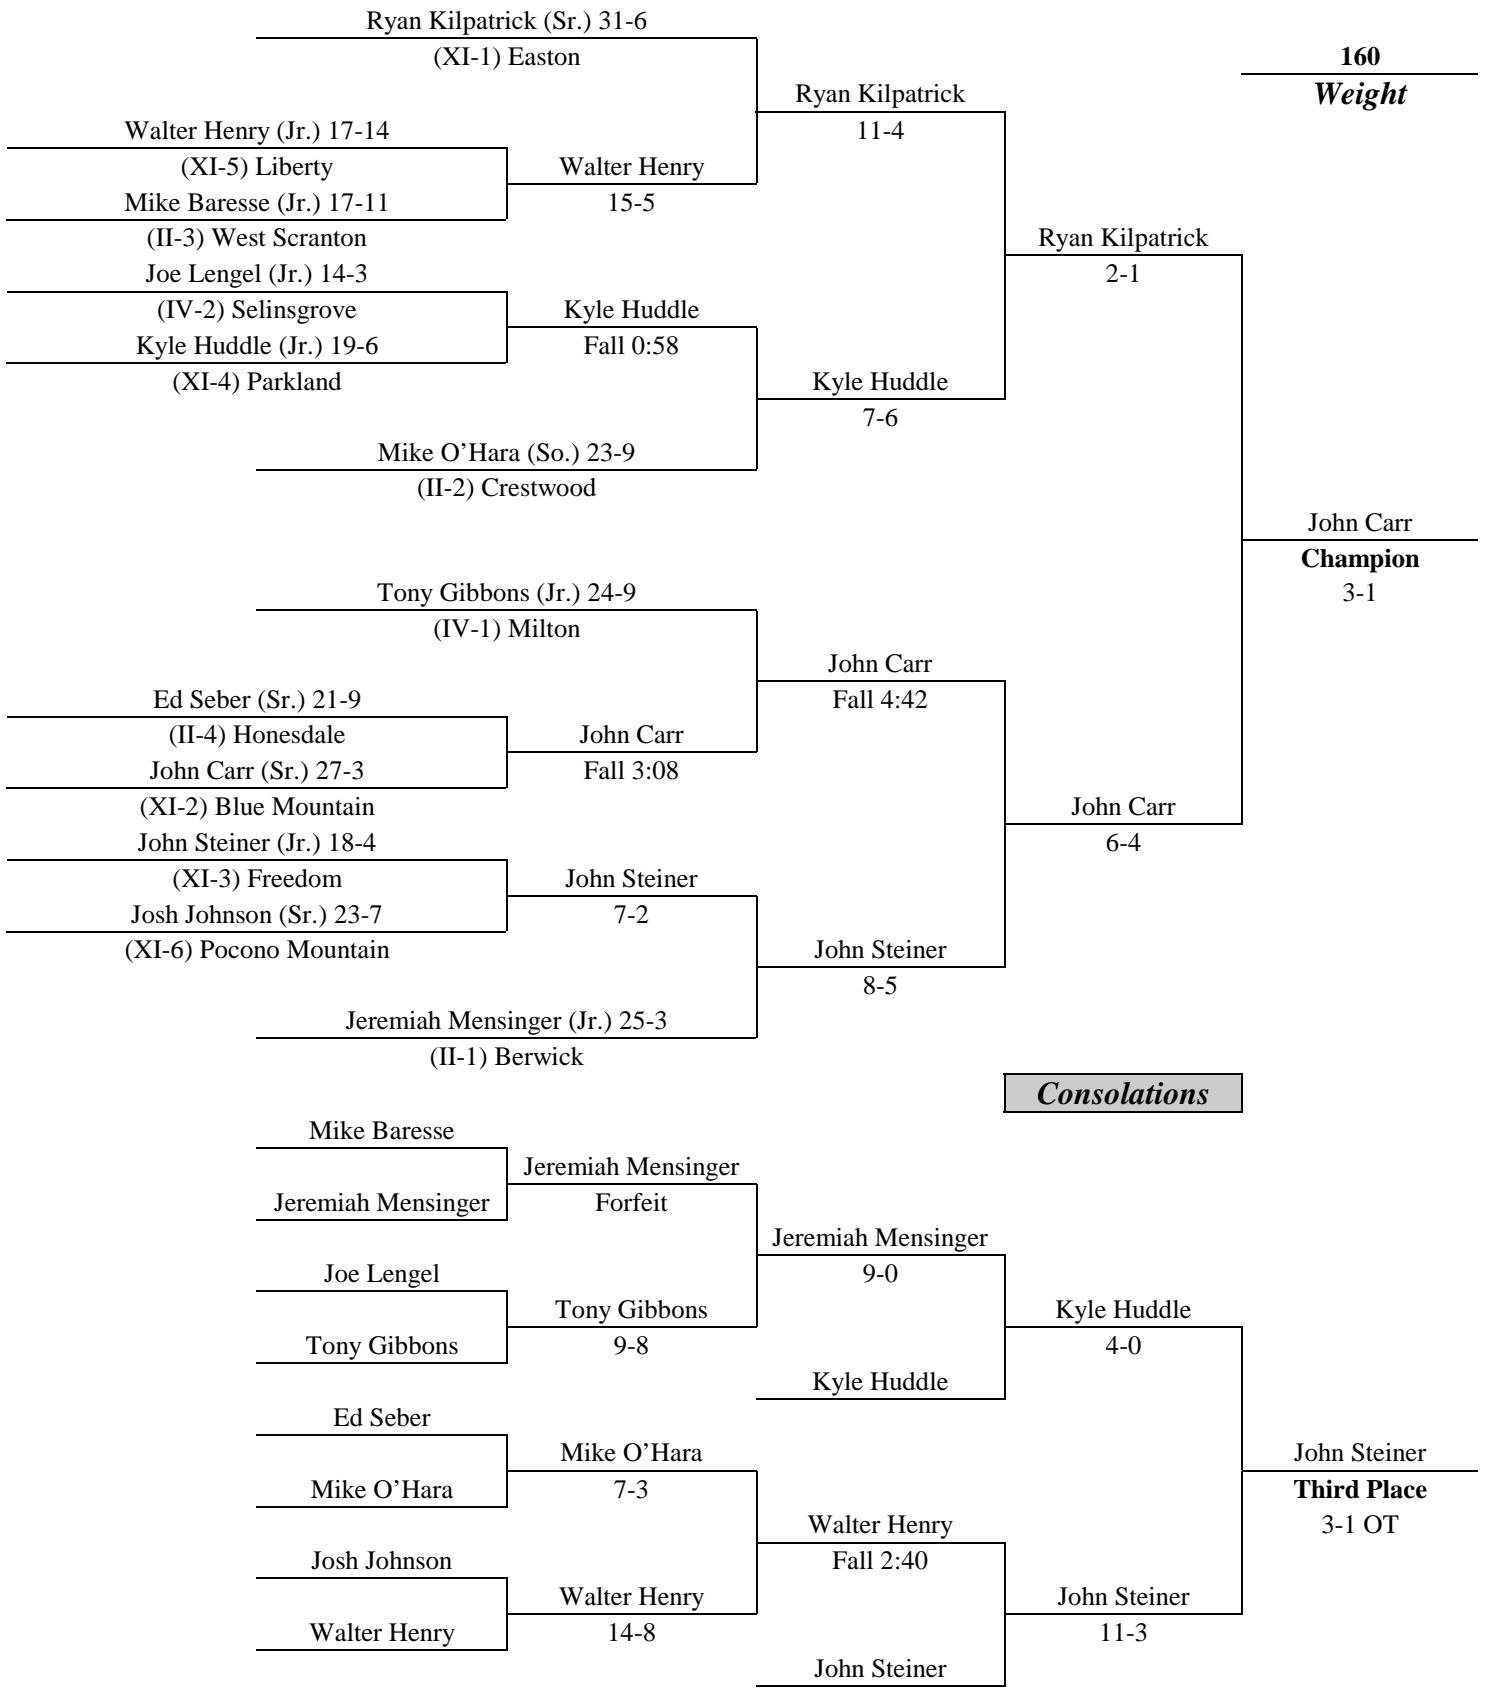 Ryan Kilpatrick (Sr.) 31-6
(XI-1) Easton
160
Weight
Ryan Kilpatrick
11-4
Walter Henry (Jr.) 17-14
(XI-5) Liberty
Walter Henry
Mike Baresse (Jr.) 17-11
15-5
(II-3) West Scranton
Ryan Kilpatrick
2-1
Joe Lengel (Jr.) 14-3
(IV-2) Selinsgrove
Kyle Huddle
Kyle Huddle (Jr.) 19-6
Fall 0:58
(XI-4) Parkland
Kyle Huddle
7-6
Mike O’Hara (So.) 23-9
(II-2) Crestwood
John Carr
Champion
3-1
Tony Gibbons (Jr.) 24-9
(IV-1) Milton
John Carr
Fall 4:42
Ed Seber (Sr.) 21-9
(II-4) Honesdale
John Carr
John Carr (Sr.) 27-3
Fall 3:08
(XI-2) Blue Mountain
John Carr
6-4
John Steiner (Jr.) 18-4
(XI-3) Freedom
John Steiner
Josh Johnson (Sr.) 23-7
7-2
(XI-6) Pocono Mountain
John Steiner
8-5
Jeremiah Mensinger (Jr.) 25-3
(II-1) Berwick
Consolations
Mike Baresse
Jeremiah Mensinger
Jeremiah Mensinger
Forfeit
Jeremiah Mensinger
9-0
Joe Lengel
Tony Gibbons
Tony Gibbons
9-8
Kyle Huddle
4-0
Kyle Huddle
Ed Seber
Mike O’Hara
Mike O’Hara
7-3
John Steiner
Third Place
3-1 OT
Walter Henry
Fall 2:40
Josh Johnson
Walter Henry
Walter Henry
14-8
John Steiner
11-3
John Steiner